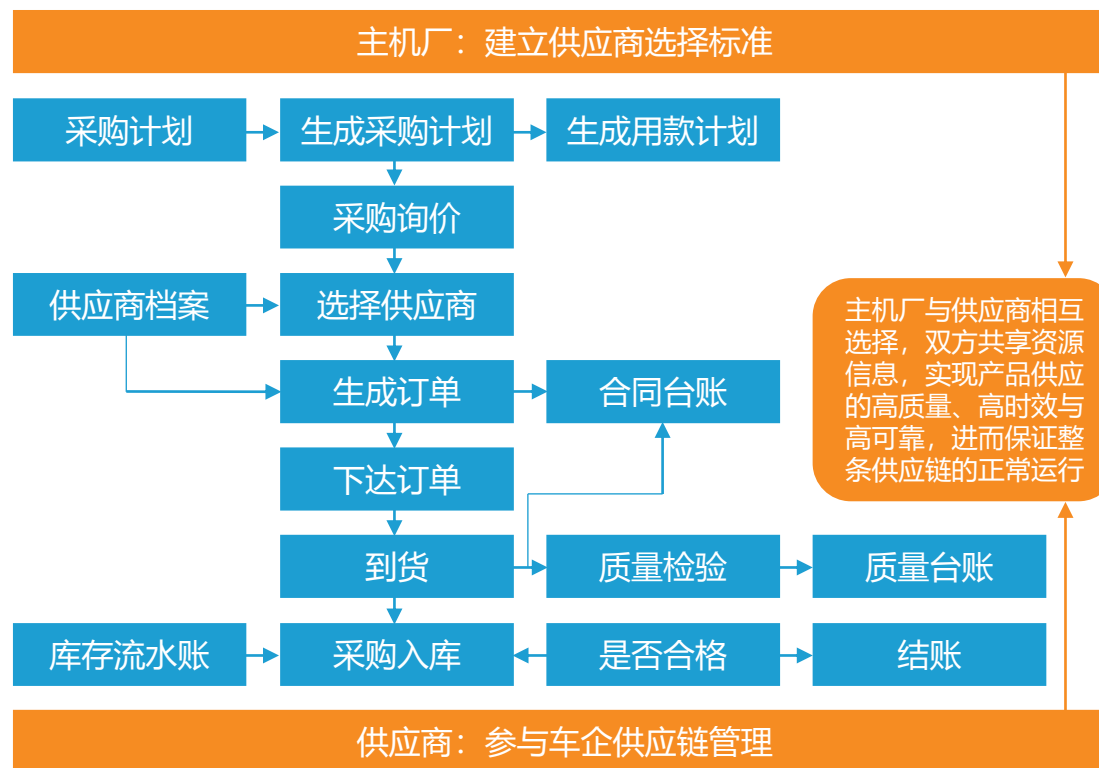 主机厂：建立供应商选择标准
采购计划
生成采购计划
生成用款计划
采购询价
供应商档案
选择供应商
主机厂与供应商相互
选择，双方共享资源
信息，实现产品供应
的高质量、高时效与
高可靠，进而保证整
条供应链的正常运行
生成订单
合同台账
下达订单
到货
质量检验
质量台账
库存流水账
采购入库
是否合格
结账
供应商：参与车企供应链管理